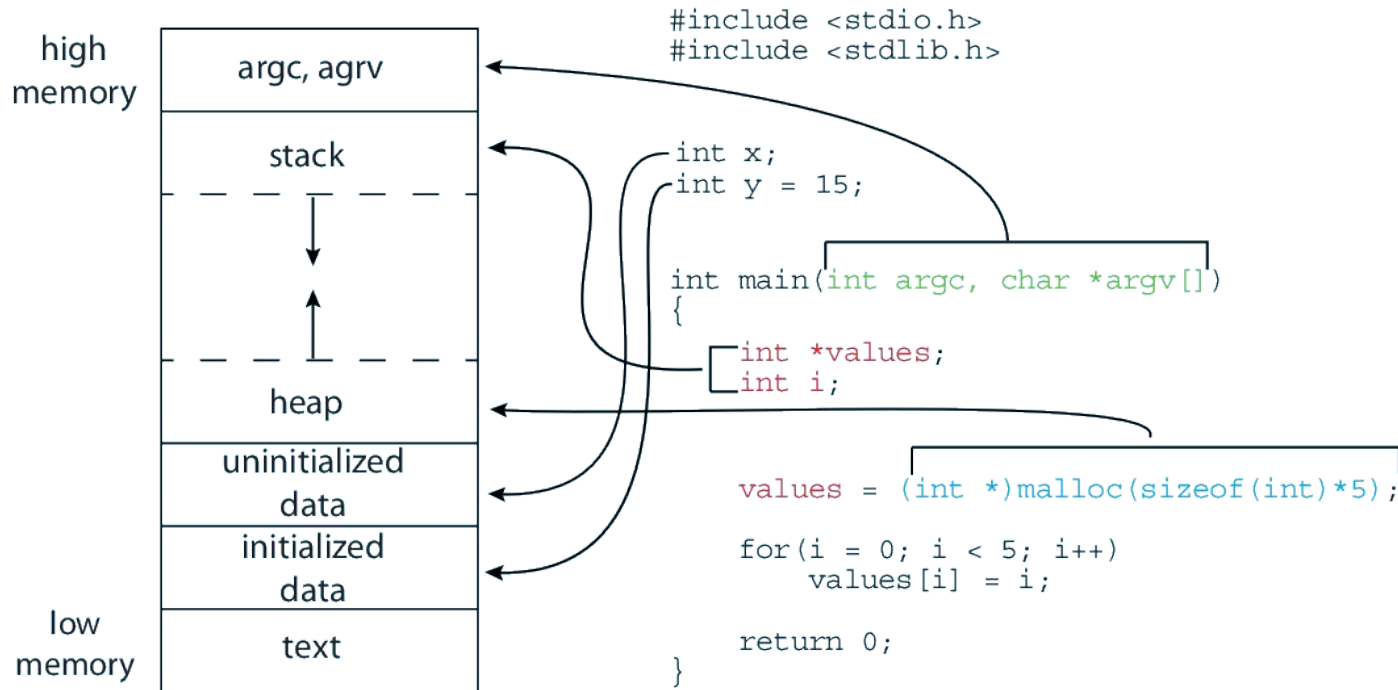 high
memory
argc, agrv
stack
heap
uninitialized
data
initialized
data
low
memory
text
#include <stdio.h>
#include <stdlib.h>
int x;
int y = 15;
int main(int argc, char *argv[])
{
int *values;
int i;
values = (int *)malloc(sizeof(int)*5);
for(i = 0; i < 5; i++)
values[i] = i;
return 0;
}